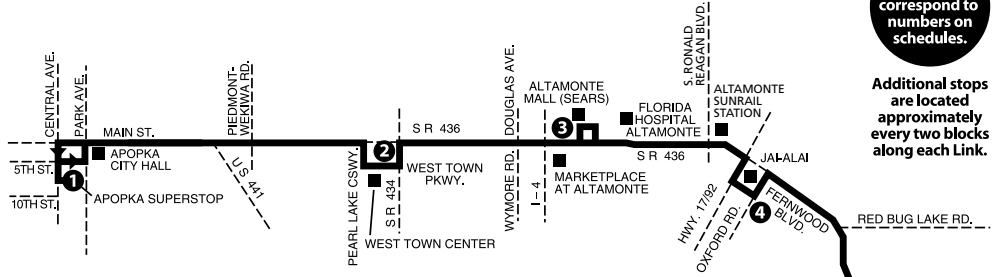 correspond to
numbers on
schedules.
Additional stops
are located
approximately
every two blocks
along each Link.
CENTRAL AVE.
PARK AVE.
MAIN ST.
PIEDMONT-
WEKIWA RD.
5TH ST.
10TH ST.
1
APOPKA
CITY HALL
APOPKA SUPERSTOP
US 441
PEARL LAKE CSWY.
2
S R 434
S R 436
WEST TOWN
PKWY.
WEST TOWN CENTER
DOUGLAS AVE.
WYMORE RD.
I-4
ALTAMONTE
MALL (SEARS)
3
MARKETPLACE
AT ALTAMONTE
FLORIDA
HOSPITAL
ALTAMONTE
S R 436
S. RONALD
REAGAN BLVD.
ALTAMONTE
SUNRAIL
STATION
JAI-ALAI
HWY. 17/92
OXFORD RD.
4
FERNWOOD
BLVD.
RED BUG LAKE RD.